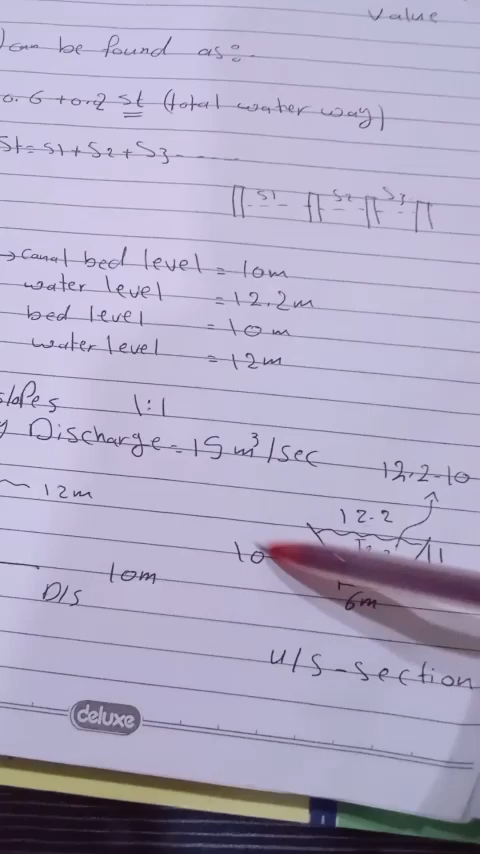 Value
can be found as:-
0.6 + 0.2 st (total water way)
St = S1 + S2 + S3 ------
S1 S2 S3
→ Canal bed level = 10m
water level = 12.2m
bed level = 10m
water level = 12m
slopes 1:1
Discharge = 15 m³/sec
12.2-10
12m
12.2
10
10m
6m
D/S
U/S-section
deluxe